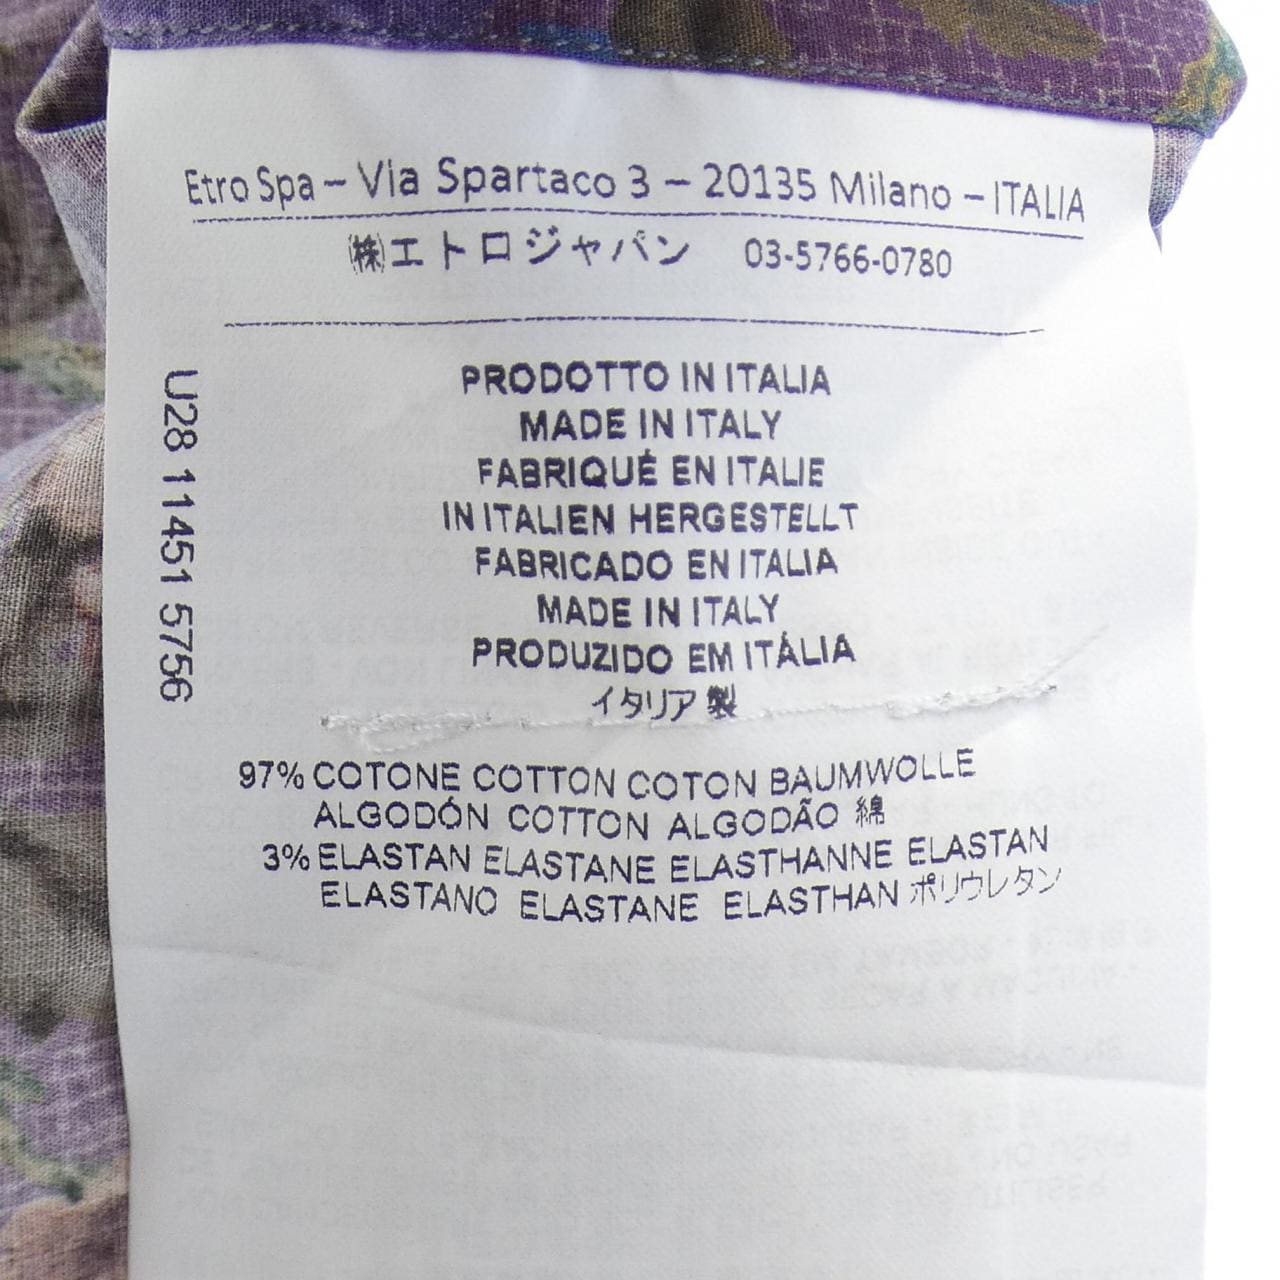 Etro Spa – Via Spartaco 3 – 20135 Milano – ITALIA
㈱エトロジャパン 03-5766-0780
U28 11451 5756
PRODOTTO IN ITALIA
MADE IN ITALY
FABRIQUÉ EN ITALIE
IN ITALIEN HERGESTELLT
FABRICADO EN ITALIA
MADE IN ITALY
PRODUZIDO EM ITÁLIA
イタリア製
97% COTONE COTTON COTON BAUMWOLLE
ALGODÓN COTTON ALGODÃO 綿
3% ELASTAN ELASTANE ELASTHANNE ELASTAN
ELASTANO ELASTANE ELASTHAN ポリウレタン